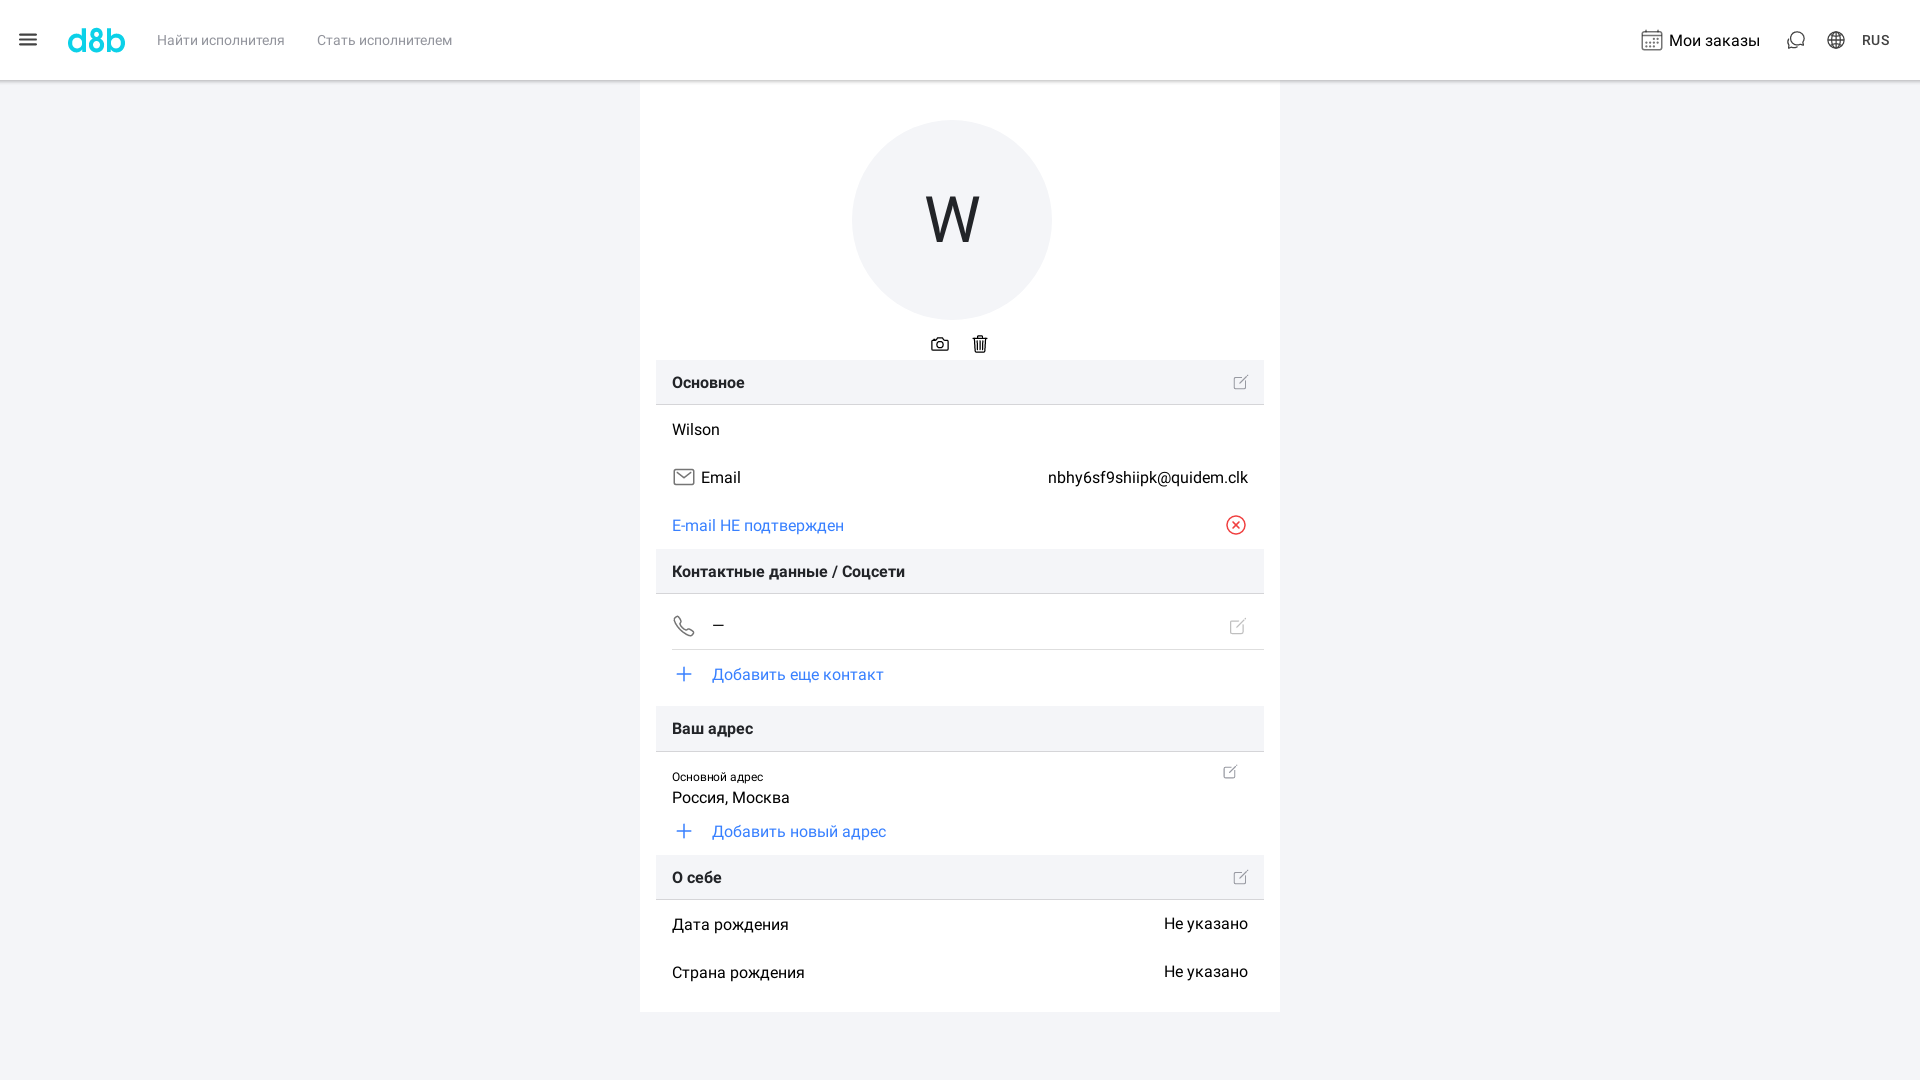 d8b
Найти исполнителя
Стать исполнителем
Мои заказы
RUS
W
Основное
Wilson
Email
nbhy6sf9shiipk@quidem.clk
E-mail НЕ подтвержден
Контактные данные / Соцсети
—
Добавить еще контакт
Ваш адрес
Основной адрес
Россия, Москва
Добавить новый адрес
О себе
Дата рождения
Не указано
Страна рождения
Не указано